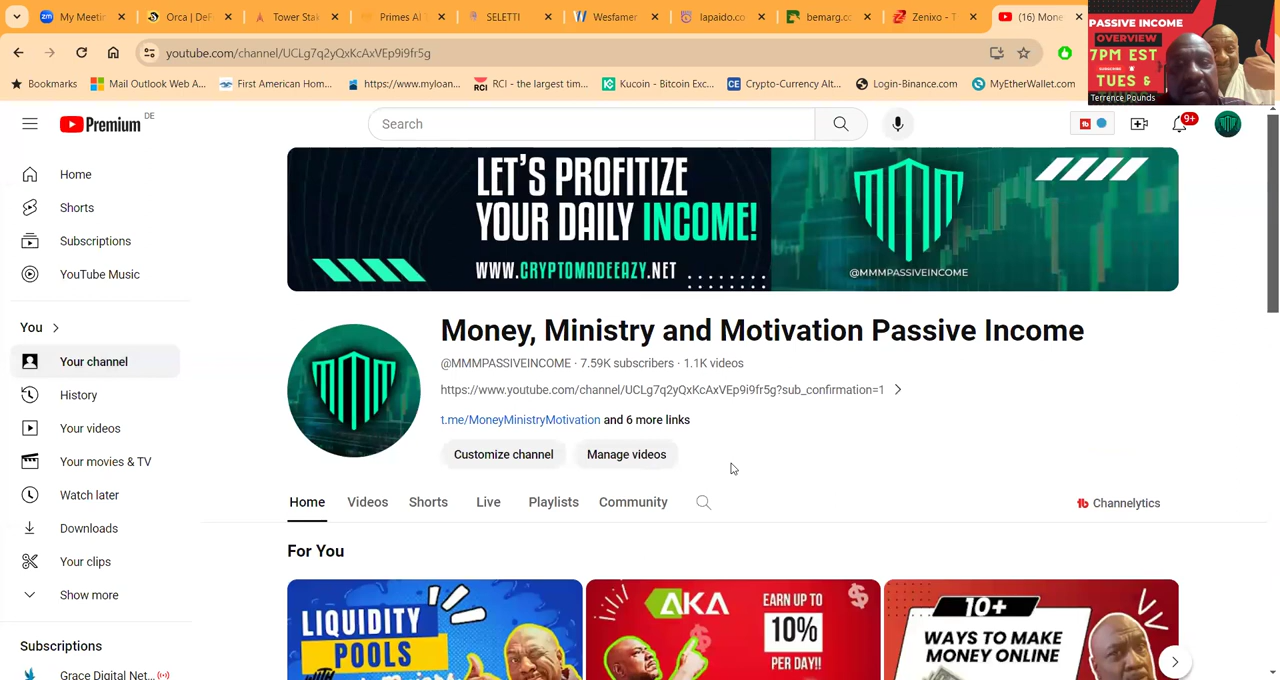 My Meetin
Orca | DeF
Tower Stak
Primes AI
SELETTI
Wesfamer
lapaido.co
bemarg.co
Zenixo - T
(16) Mone
youtube.com/channel/UCLg7q2yQxKcAxVEp9i9fr5g
Bookmarks
Mail Outlook Web A...
First American Hom...
https://www.myloan...
RCI - the largest tim...
Kucoin - Bitcoin Exc...
Crypto-Currency Alt...
Login-Binance.com
MyEtherWallet.com
PASSIVE INCOME
OVERVIEW
7PM EST
TUES &
Terrence Pounds
Premium DE
Search
9+
Home
Shorts
Subscriptions
YouTube Music
You
Your channel
History
Your videos
Your movies & TV
Watch later
Downloads
Your clips
Show more
Subscriptions
Grace Digital Net...
LET'S PROFITIZE
YOUR DAILY INCOME!
WWW.CRYPTOMADEEAZY.NET
@MMMPASSIVEINCOME
Money, Ministry and Motivation Passive Income
@MMMPASSIVEINCOME · 7.59K subscribers · 1.1K videos
https://www.youtube.com/channel/UCLg7q2yQxKcAxVEp9i9fr5g?sub_confirmation=1
t.me/MoneyMinistryMotivation and 6 more links
Customize channel
Manage videos
Home
Videos
Shorts
Live
Playlists
Community
Channelytics
For You
LIQUIDITY
POOLS
AKA
EARN UP TO
10%
PER DAY!!
10+
WAYS TO MAKE
MONEY ONLINE